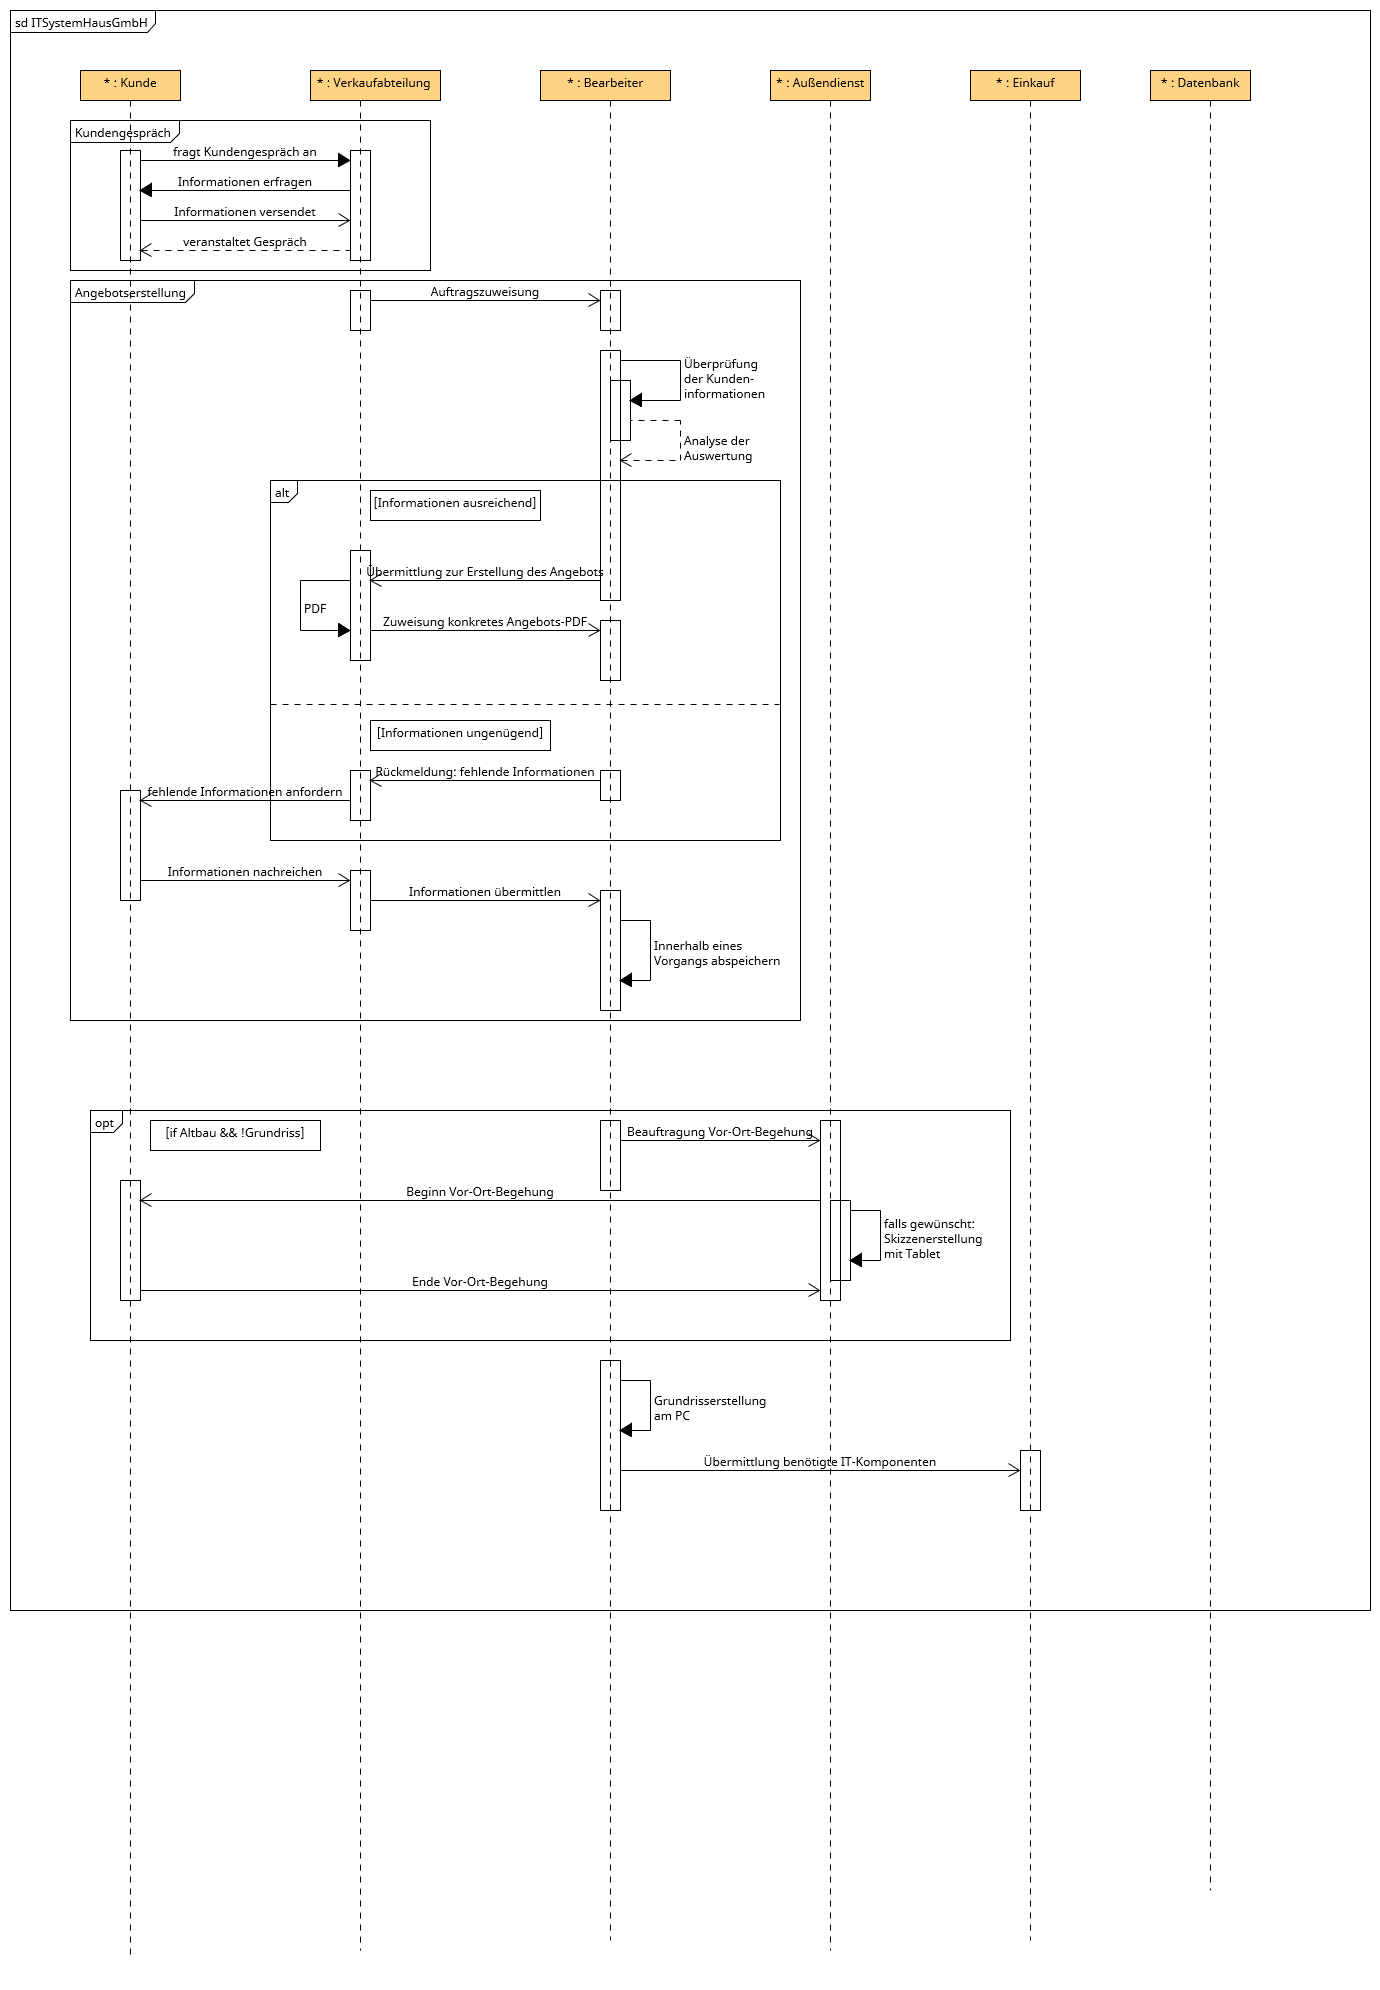 sd ITSystemHausGmbH
* : Kunde
* : Verkaufabteilung
* : Bearbeiter
* : Außendienst
* : Einkauf
* : Datenbank
Kundengespräch
fragt Kundengespräch an
Informationen erfragen
Informationen versendet
veranstaltet Gespräch
Angebotserstellung
Auftragszuweisung
Überprüfung
der Kunden-
informationen
Analyse der
Auswertung
alt
[Informationen ausreichend]
Übermittlung zur Erstellung des Angebots
PDF
Zuweisung konkretes Angebots-PDF
[Informationen ungenügend]
Rückmeldung: fehlende Informationen
fehlende Informationen anfordern
Informationen nachreichen
Informationen übermittlen
Innerhalb eines
Vorgangs abspeichern
opt
[if Altbau && !Grundriss]
Beauftragung Vor-Ort-Begehung
Beginn Vor-Ort-Begehung
falls gewünscht:
Skizzenerstellung
mit Tablet
Ende Vor-Ort-Begehung
Grundrisserstellung
am PC
Übermittlung benötigte IT-Komponenten